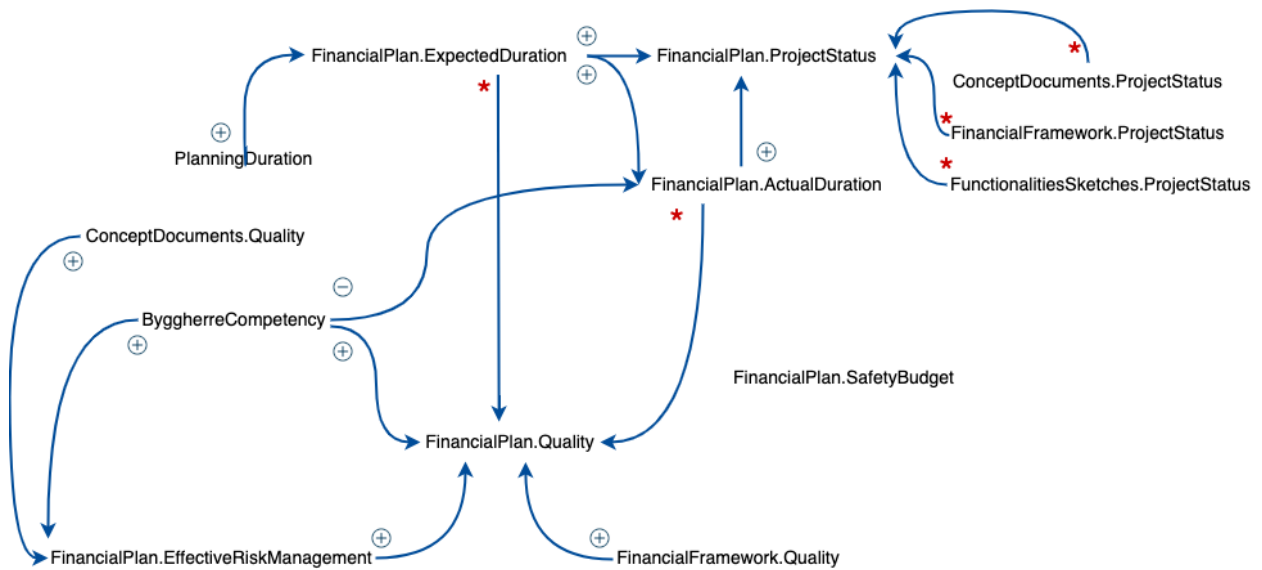 FinancialPlan.ExpectedDuration
FinancialPlan.ProjectStatus
ConceptDocuments.ProjectStatus
FinancialFramework.ProjectStatus
PlanningDuration
FinancialPlan.ActualDuration
FunctionalitiesSketches.ProjectStatus
ConceptDocuments.Quality
ByggherreCompetency
FinancialPlan.SafetyBudget
FinancialPlan.Quality
FinancialPlan.EffectiveRiskManagement
FinancialFramework.Quality